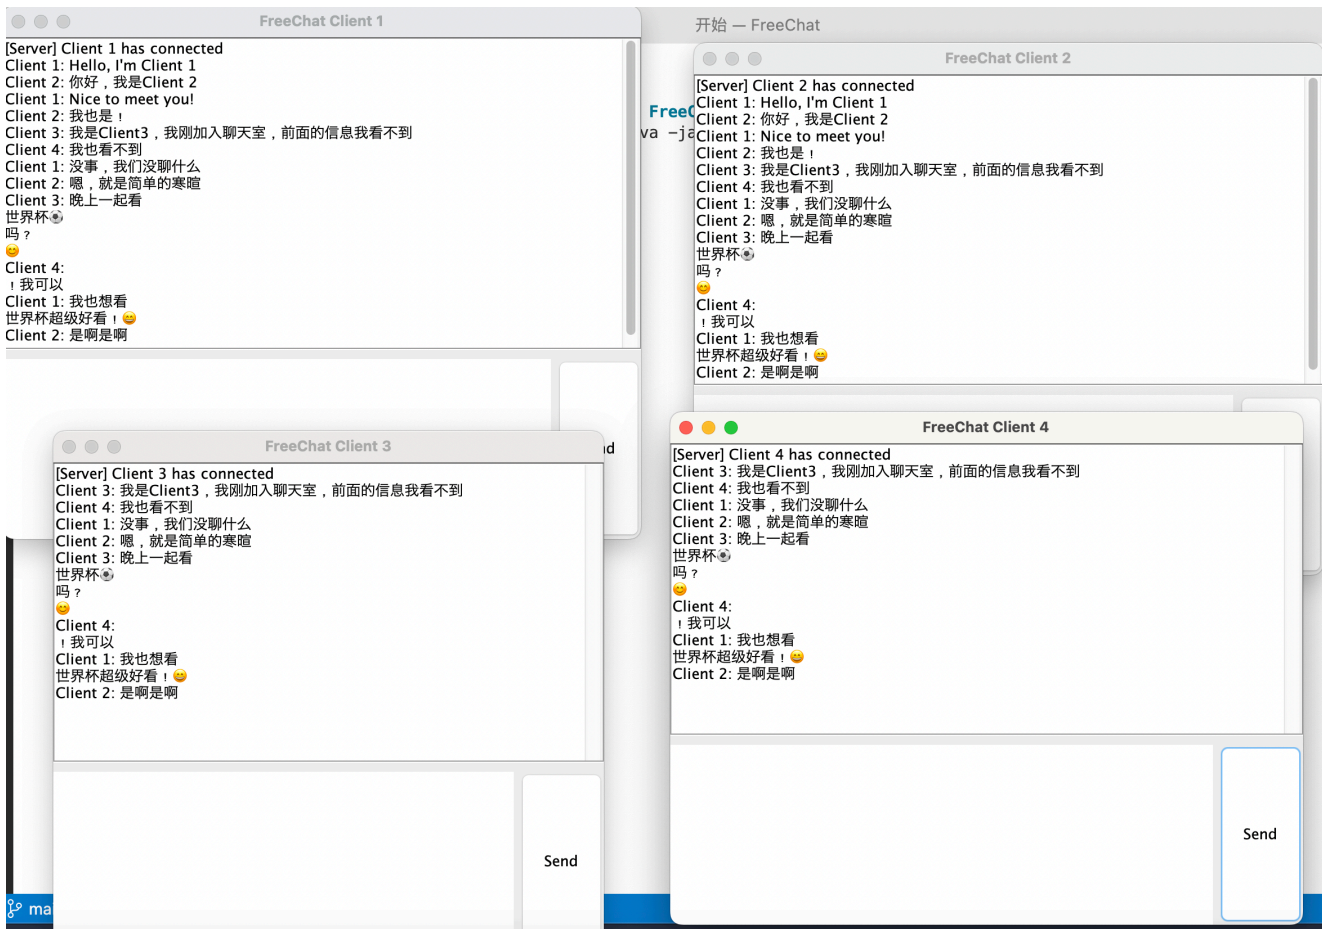 FreeChat Client 1
[Server] Client 1 has connected
Client 1: Hello, I'm Client 1
Client 2: 你好，我是Client 2
Client 1: Nice to meet you!
Client 2: 我也是！
Client 3: 我是Client3，我刚加入聊天室，前面的信息我看不到
Client 4: 我也看不到
Client 1: 没事，我们没聊什么
Client 2: 嗯，就是简单的寒暄
Client 3: 晚上一起看
世界杯⚽
吗？
😊
Client 4:
！我可以
Client 1: 我也想看
世界杯超级好看！😄
Client 2: 是啊是啊
开始 — FreeChat
FreeChat Client 2
[Server] Client 2 has connected
Client 1: Hello, I'm Client 1
Client 2: 你好，我是Client 2
Client 1: Nice to meet you!
Client 2: 我也是！
Client 3: 我是Client3，我刚加入聊天室，前面的信息我看不到
Client 4: 我也看不到
Client 1: 没事，我们没聊什么
Client 2: 嗯，就是简单的寒暄
Client 3: 晚上一起看
世界杯⚽
吗？
😊
Client 4:
！我可以
Client 1: 我也想看
世界杯超级好看！😄
Client 2: 是啊是啊
FreeChat Client 3
[Server] Client 3 has connected
Client 3: 我是Client3，我刚加入聊天室，前面的信息我看不到
Client 4: 我也看不到
Client 1: 没事，我们没聊什么
Client 2: 嗯，就是简单的寒暄
Client 3: 晚上一起看
世界杯⚽
吗？
😊
Client 4:
！我可以
Client 1: 我也想看
世界杯超级好看！😄
Client 2: 是啊是啊
Send
FreeChat Client 4
[Server] Client 4 has connected
Client 3: 我是Client3，我刚加入聊天室，前面的信息我看不到
Client 4: 我也看不到
Client 1: 没事，我们没聊什么
Client 2: 嗯，就是简单的寒暄
Client 3: 晚上一起看
世界杯⚽
吗？
😊
Client 4:
！我可以
Client 1: 我也想看
世界杯超级好看！😄
Client 2: 是啊是啊
Send